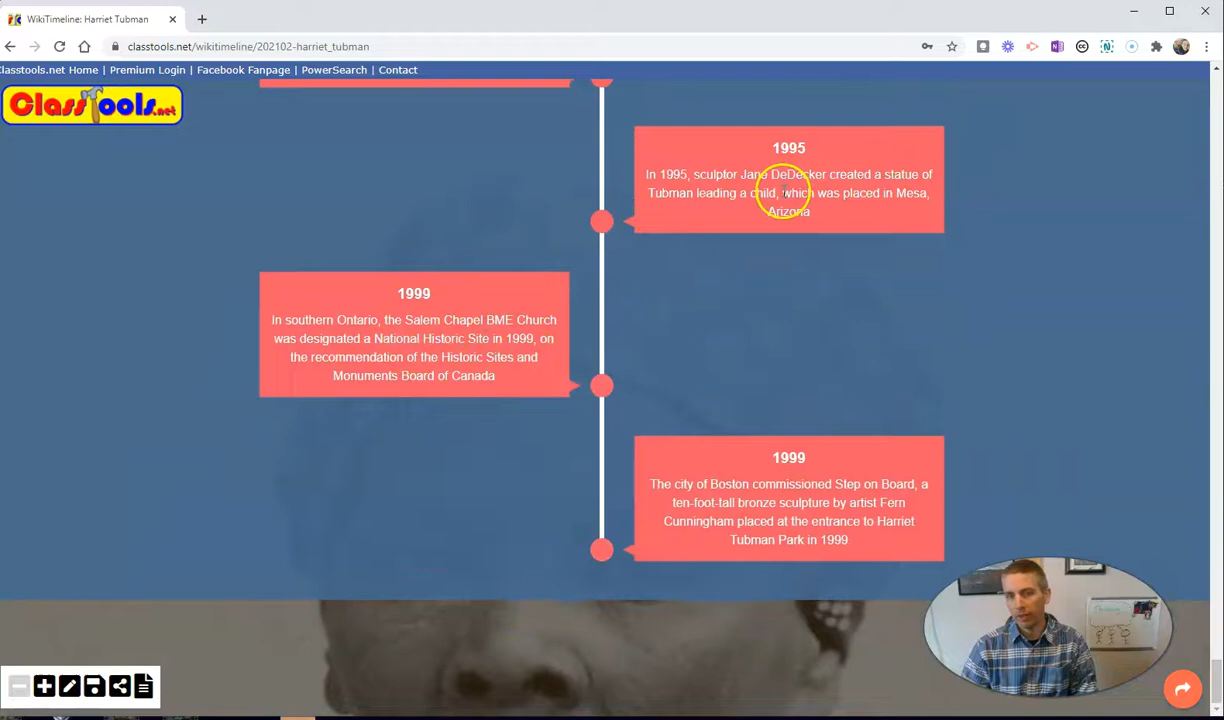 WikiTimeline: Harriet Tubman
classtools.net/wikitimeline/202102-harriet_tubman
Classtools.net Home | Premium Login | Facebook Fanpage | PowerSearch | Contact
ClassTools.net
1995
In 1995, sculptor Jane DeDecker created a statue of
Tubman leading a child, which was placed in Mesa,
Arizona
1999
In southern Ontario, the Salem Chapel BME Church
was designated a National Historic Site in 1999, on
the recommendation of the Historic Sites and
Monuments Board of Canada
1999
The city of Boston commissioned Step on Board, a
ten-foot-tall bronze sculpture by artist Fern
Cunningham placed at the entrance to Harriet
Tubman Park in 1999